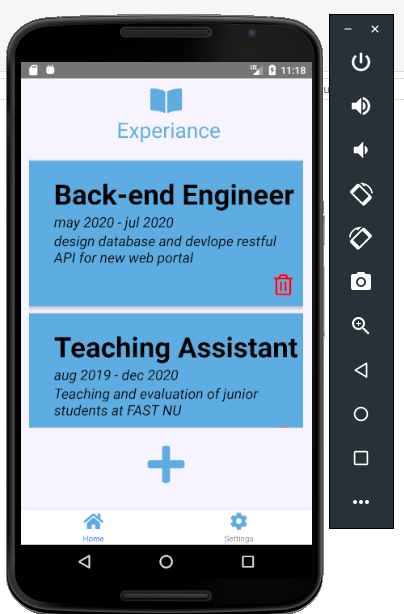 11:18
Experiance
Back-end Engineer
may 2020 - jul 2020
design database and devlope restful
API for new web portal
Teaching Assistant
aug 2019 - dec 2020
Teaching and evaluation of junior
students at FAST NU
Home
Settings